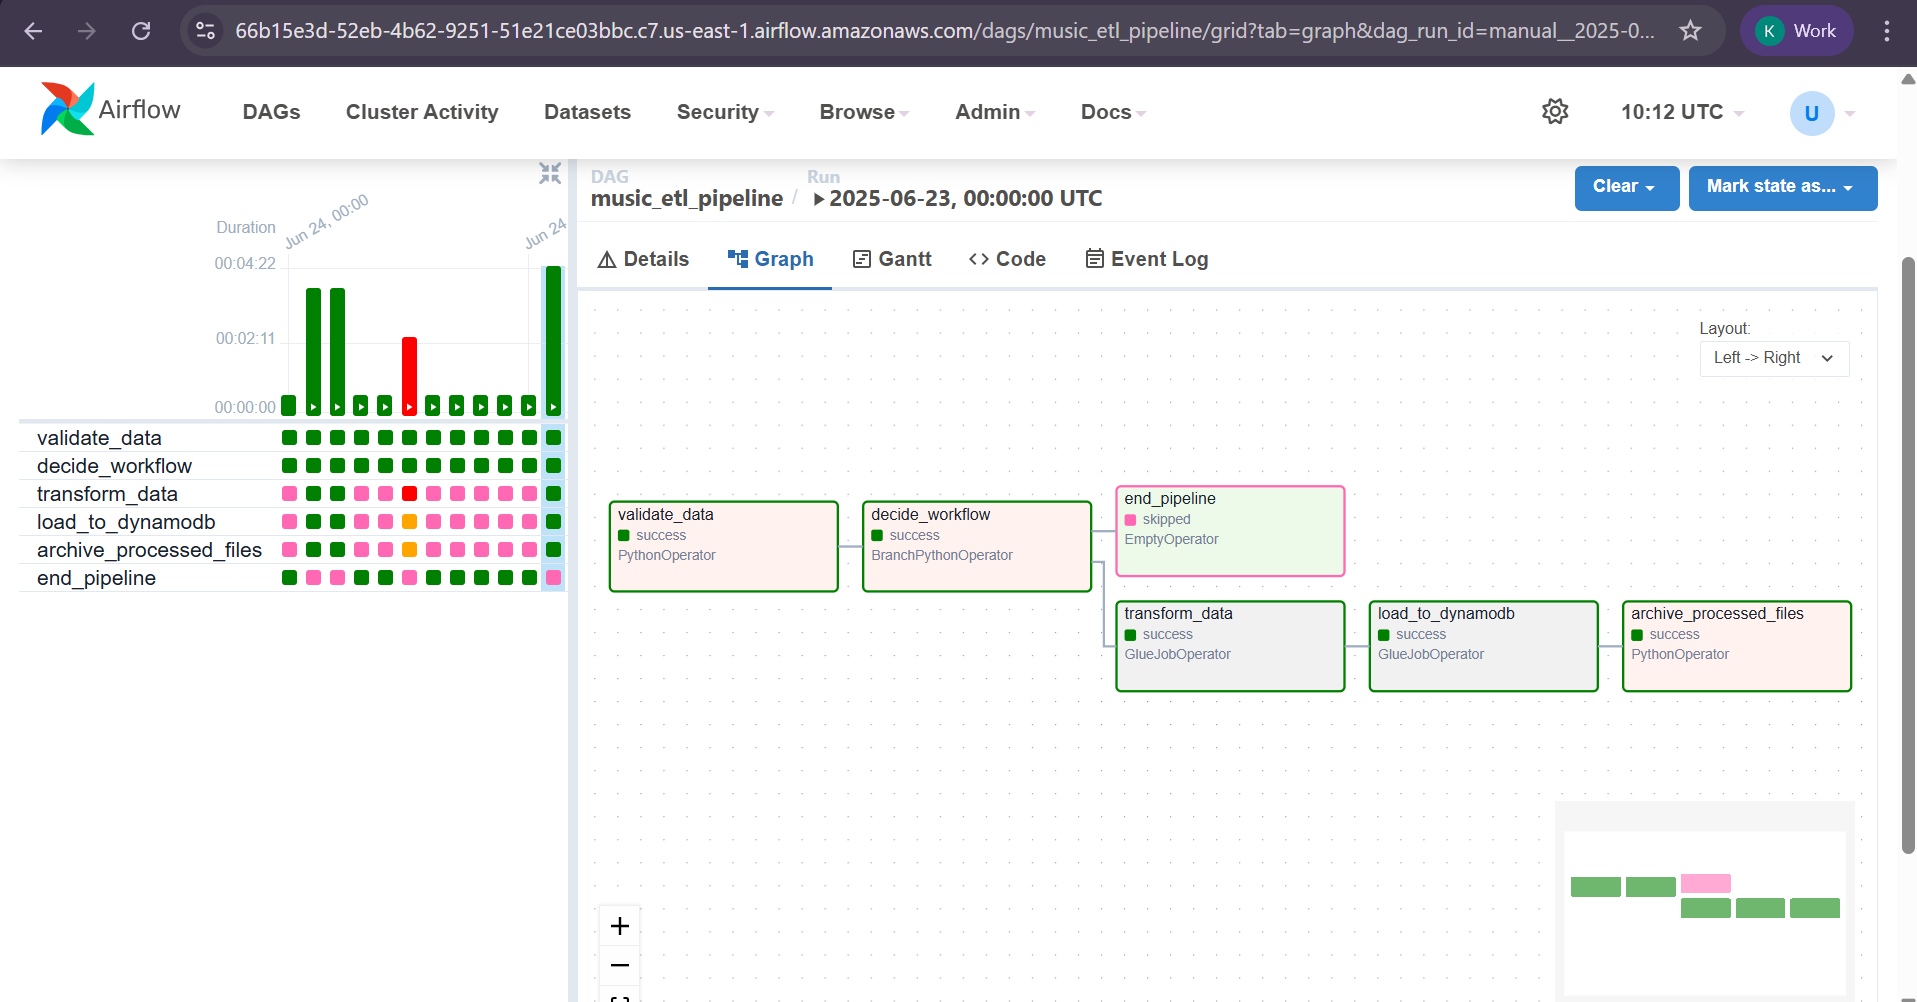 66b15e3d-52eb-4b62-9251-51e21ce03bbc.c7.us-east-1.airflow.amazonaws.com/dags/music_etl_pipeline/grid?tab=graph&dag_run_id=manual__2025-0...
K Work
Airflow
DAGs Cluster Activity Datasets Security Browse Admin Docs
10:12 UTC
U
Duration
Jun 24, 00:00
Jun 24
00:04:22
00:02:11
00:00:00
validate_data
decide_workflow
transform_data
load_to_dynamodb
archive_processed_files
end_pipeline
DAG
music_etl_pipeline
/
Run
2025-06-23, 00:00:00 UTC
Clear
Mark state as...
Details Graph Gantt Code Event Log
Layout:
Left -> Right
validate_data
success
PythonOperator
decide_workflow
success
BranchPythonOperator
end_pipeline
skipped
EmptyOperator
transform_data
success
GlueJobOperator
load_to_dynamodb
success
GlueJobOperator
archive_processed_files
success
PythonOperator